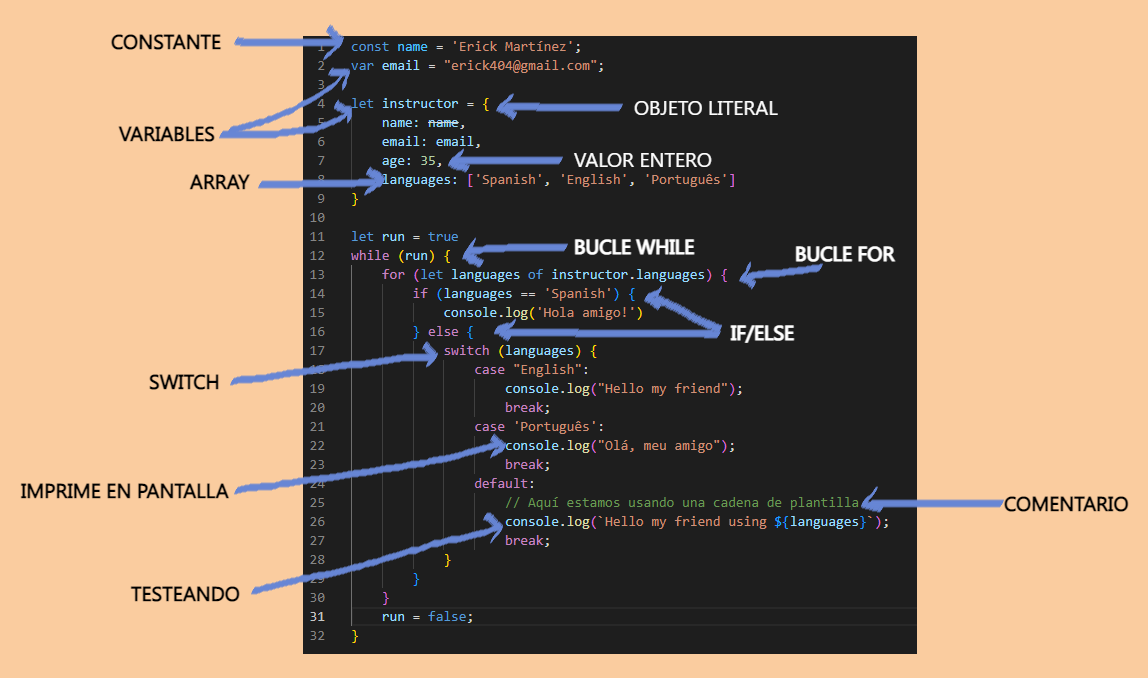 CONSTANTE
VARIABLES
ARRAY
SWITCH
IMPRIME EN PANTALLA
TESTEANDO
1 const name = 'Erick Martínez';
2 var email = "erick404@gmail.com";
3
4 let instructor = {
5 name: name,
6 email: email,
7 age: 35,
8 languages: ['Spanish', 'English', 'Português']
9 }
10
11 let run = true
12 while (run) {
13 for (let languages of instructor.languages) {
14 if (languages == 'Spanish') {
15 console.log('Hola amigo!')
16 } else {
17 switch (languages) {
18 case "English":
19 console.log("Hello my friend");
20 break;
21 case 'Português':
22 console.log("Olá, meu amigo");
23 break;
24 default:
25 // Aquí estamos usando una cadena de plantilla
26 console.log(`Hello my friend using ${languages}`);
27 break;
28 }
29 }
30 }
31 run = false;
32 }
OBJETO LITERAL
VALOR ENTERO
BUCLE WHILE
BUCLE FOR
IF/ELSE
COMENTARIO